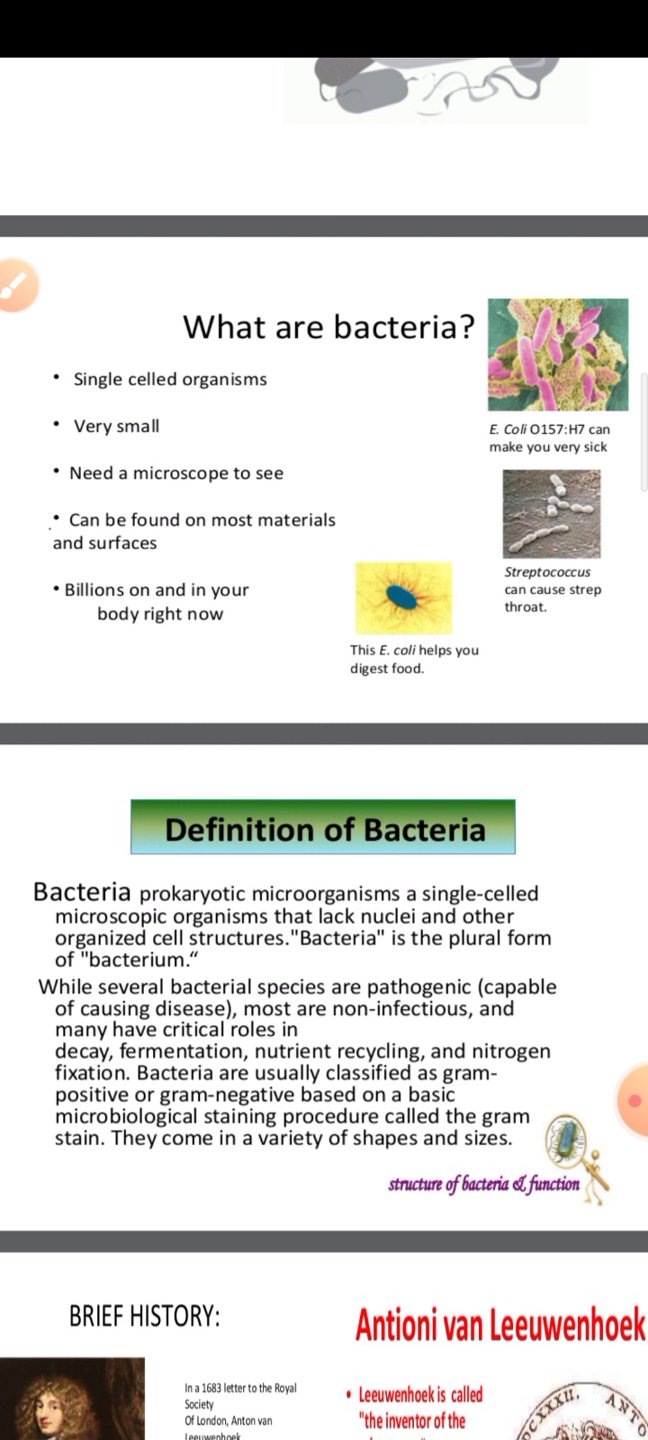 What are bacteria?
• Single celled organisms
• Very small
• Need a microscope to see
• Can be found on most materials
and surfaces
• Billions on and in your
body right now
E. Coli O157:H7 can
make you very sick
Streptococcus
can cause strep
throat.
This E. coli helps you
digest food.
Definition of Bacteria
Bacteria prokaryotic microorganisms a single-celled
microscopic organisms that lack nuclei and other
organized cell structures."Bacteria" is the plural form
of "bacterium.“
While several bacterial species are pathogenic (capable
of causing disease), most are non-infectious, and
many have critical roles in
decay, fermentation, nutrient recycling, and nitrogen
fixation. Bacteria are usually classified as gram-
positive or gram-negative based on a basic
microbiological staining procedure called the gram
stain. They come in a variety of shapes and sizes.
structure of bacteria & function
BRIEF HISTORY:
In a 1683 letter to the Royal
Society
Of London, Anton van
Leeuwenhoek
Antioni van Leeuwenhoek
• Leeuwenhoek is called
"the inventor of the